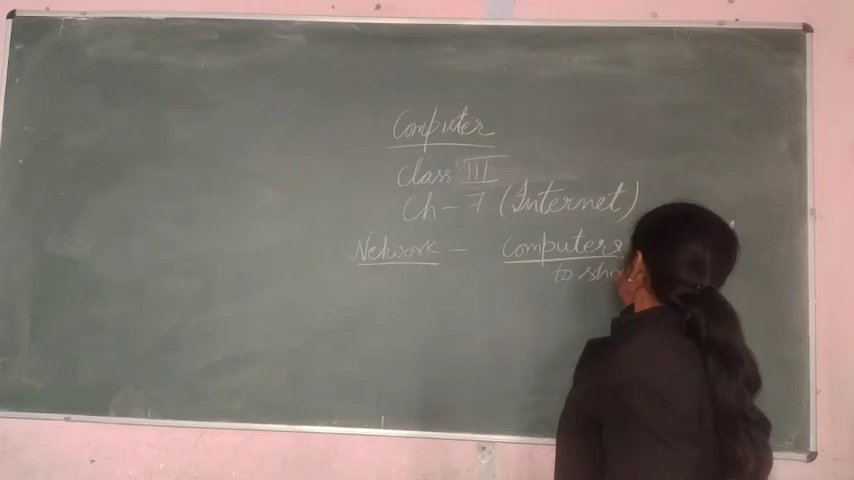 Computer
Class III
Ch - 7 (Internet)
Network - Computers
to